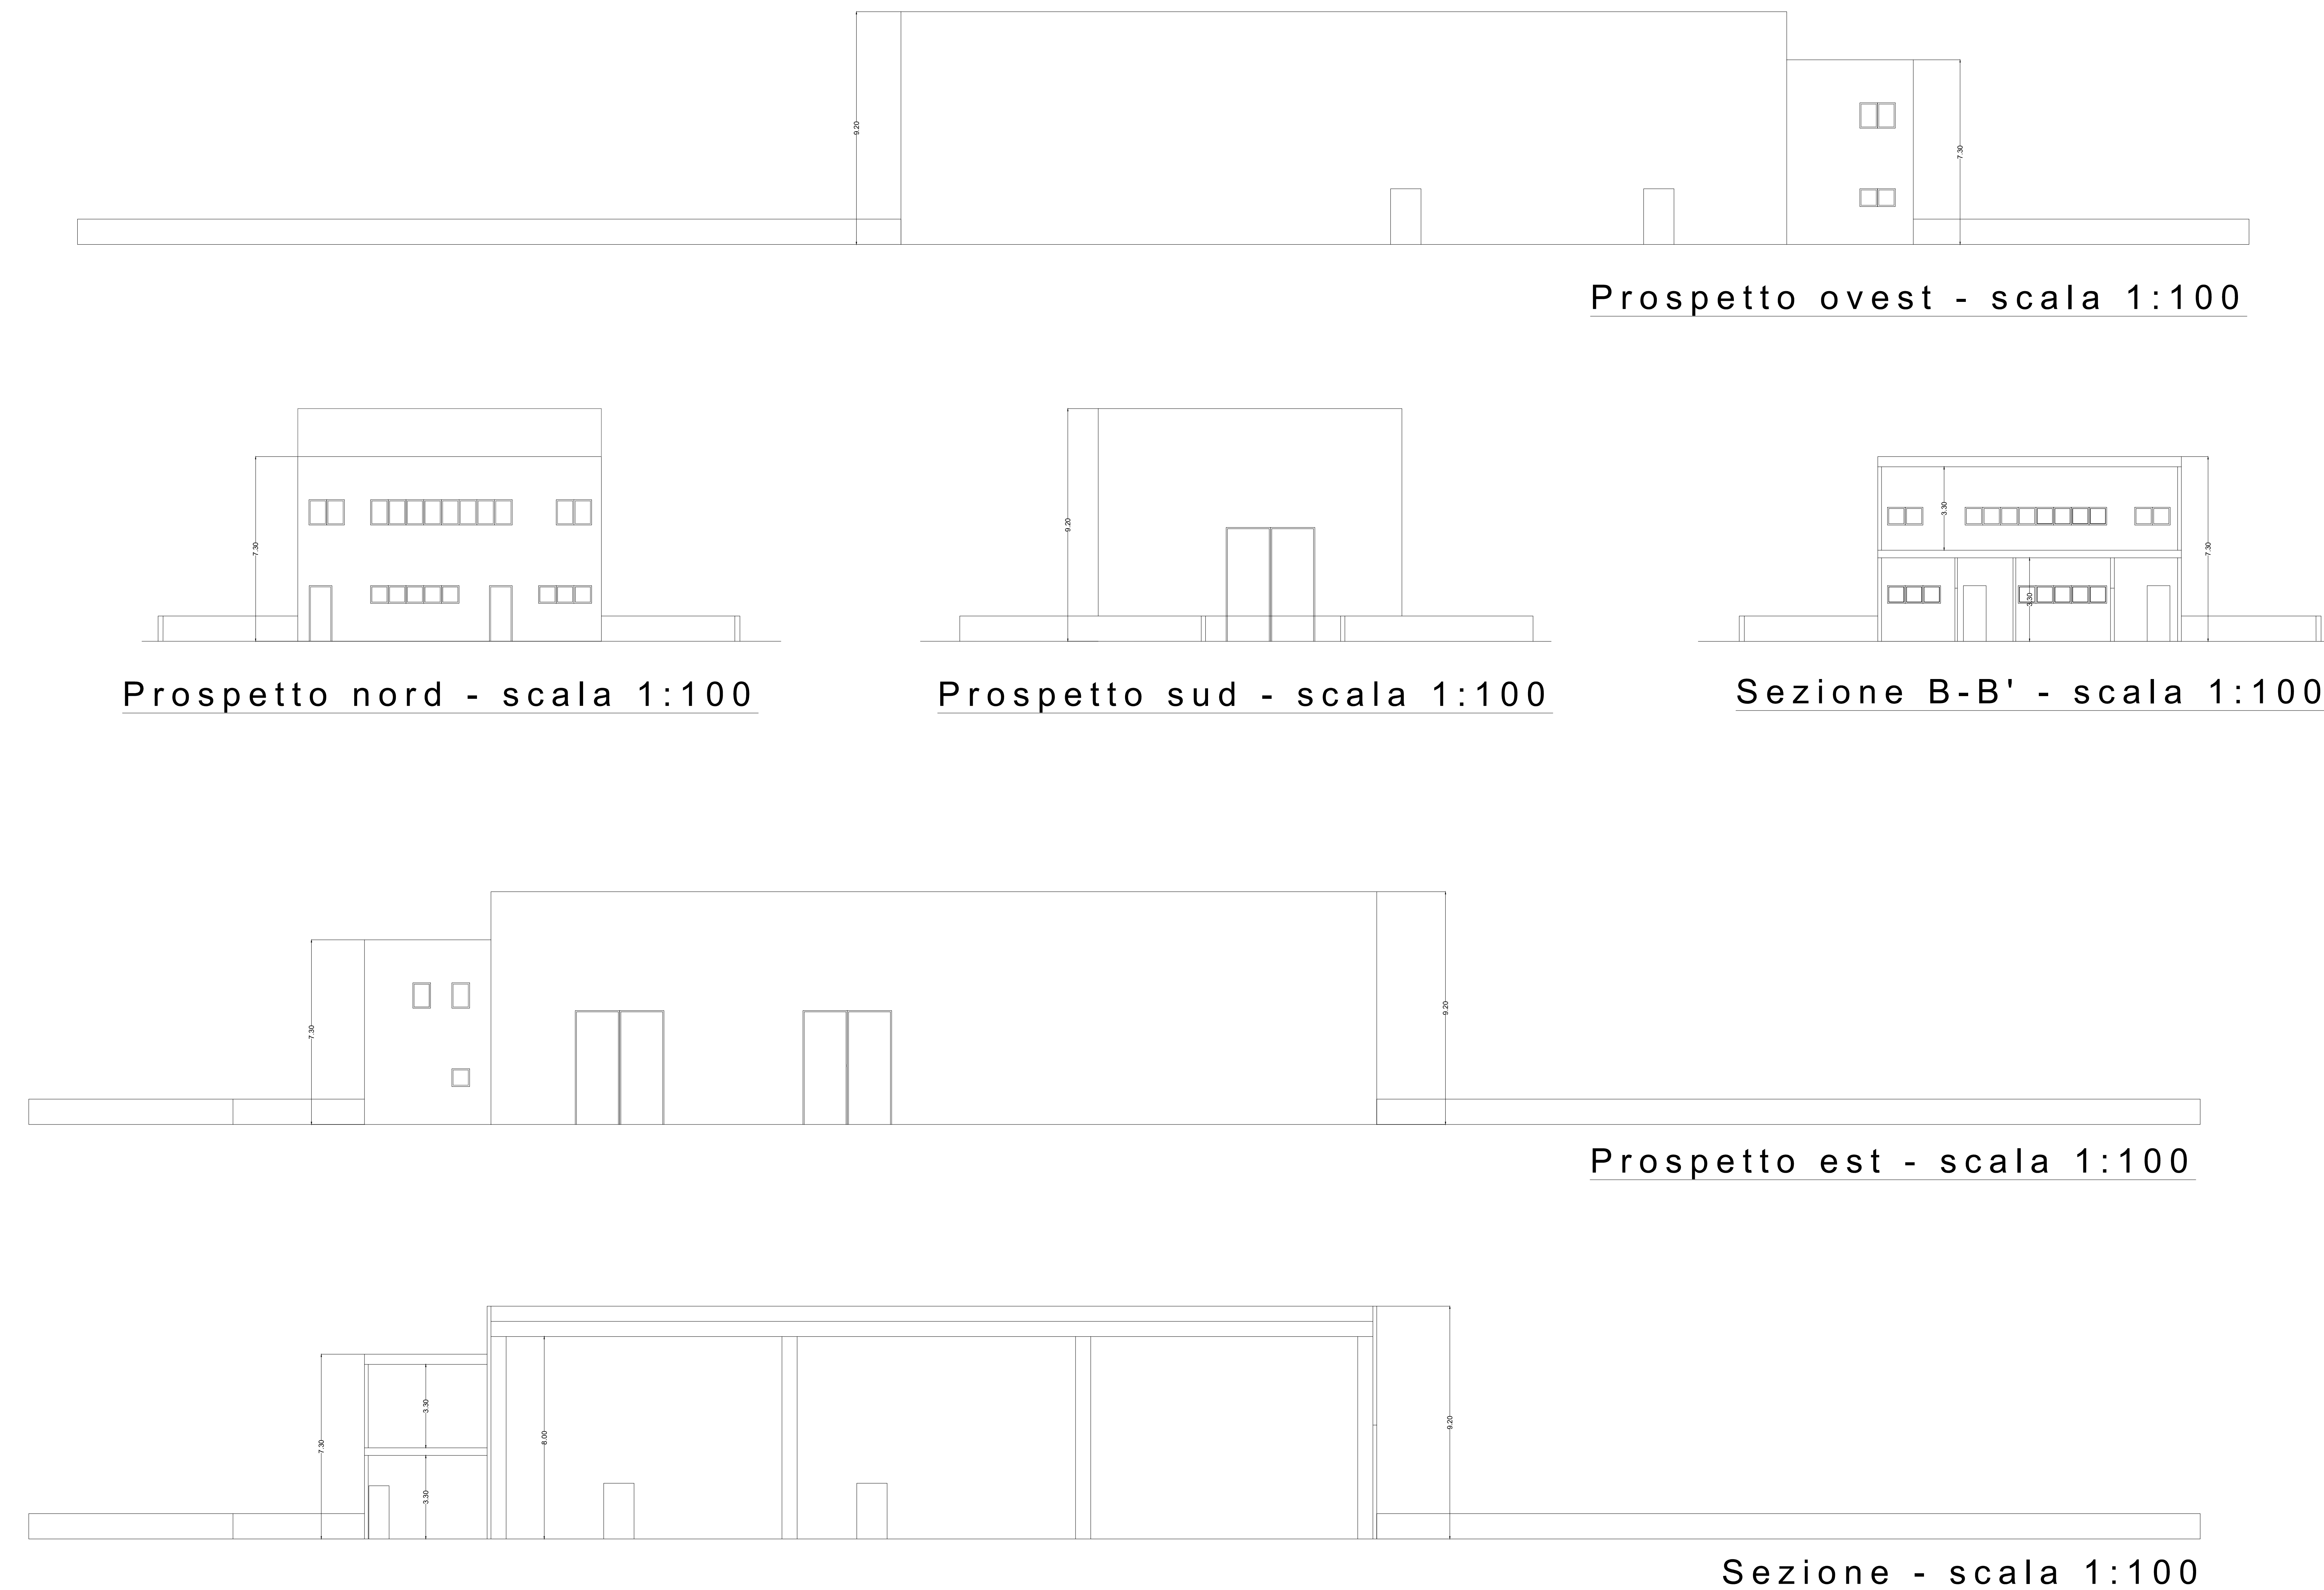 9.20
7.30
Prospetto ovest - scala 1:100
7.30
9.20
3.30
7.30
3.30
Prospetto nord - scala 1:100
Prospetto sud - scala 1:100
Sezione B-B' - scala 1:100
7.30
9.20
Prospetto est - scala 1:100
7.30
3.30
3.30
8.00
9.20
Sezione - scala 1:100